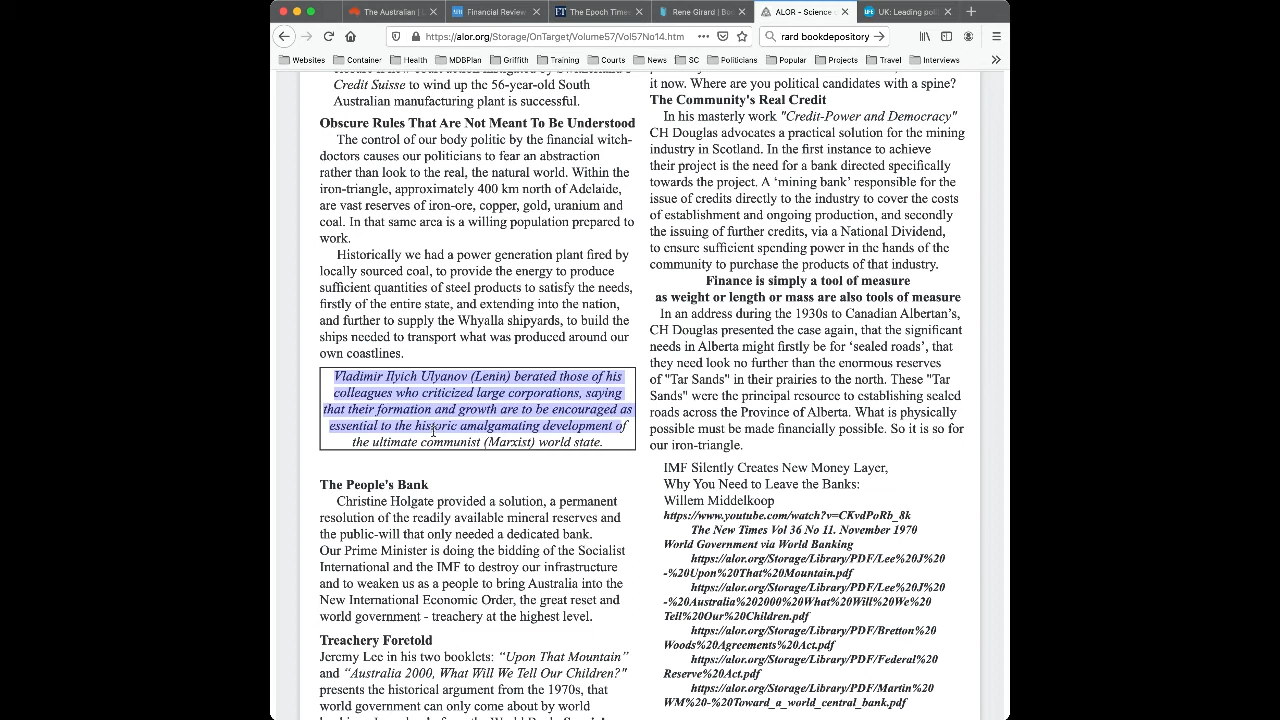 The Australian | L
Financial Review
The Epoch Times
Rene Girard | Boo
ALOR - Science o
UK: Leading poli
https://alor.org/Storage/OnTarget/Volume57/Vol57No14.htm
rard bookdepository
Websites Container Health MDBPlan Griffith Training Courts News SC Politicians Popular Projects Travel Interviews
Credit Suisse to wind up the 56-year-old South
Australian manufacturing plant is successful.
Obscure Rules That Are Not Meant To Be Understood
The control of our body politic by the financial witch-
doctors causes our politicians to fear an abstraction
rather than look to the real, the natural world. Within the
iron-triangle, approximately 400 km north of Adelaide,
are vast reserves of iron-ore, copper, gold, uranium and
coal. In that same area is a willing population prepared to
work.
Historically we had a power generation plant fired by
locally sourced coal, to provide the energy to produce
sufficient quantities of steel products to satisfy the needs,
firstly of the entire state, and extending into the nation,
and further to supply the Whyalla shipyards, to build the
ships needed to transport what was produced around our
own coastlines.
Vladimir Ilyich Ulyanov (Lenin) berated those of his
colleagues who criticized large corporations, saying
that their formation and growth are to be encouraged as
essential to the historic amalgamating development of
the ultimate communist (Marxist) world state.
The People's Bank
Christine Holgate provided a solution, a permanent
resolution of the readily available mineral reserves and
the public-will that only needed a dedicated bank.
Our Prime Minister is doing the bidding of the Socialist
International and the IMF to destroy our infrastructure
and to weaken us as a people to bring Australia into the
New International Economic Order, the great reset and
world government - treachery at the highest level.
Treachery Foretold
Jeremy Lee in his two booklets: “Upon That Mountain”
and “Australia 2000, What Will We Tell Our Children?"
presents the historical argument from the 1970s, that
world government can only come about by world
it now. Where are you political candidates with a spine?
The Community's Real Credit
In his masterly work "Credit-Power and Democracy"
CH Douglas advocates a practical solution for the mining
industry in Scotland. In the first instance to achieve
their project is the need for a bank directed specifically
towards the project. A ‘mining bank’ responsible for the
issue of credits directly to the industry to cover the costs
of establishment and ongoing production, and secondly
the issuing of further credits, via a National Dividend,
to ensure sufficient spending power in the hands of the
community to purchase the products of that industry.
Finance is simply a tool of measure
as weight or length or mass are also tools of measure
In an address during the 1930s to Canadian Albertan’s,
CH Douglas presented the case again, that the significant
needs in Alberta might firstly be for ‘sealed roads’, that
they need look no further than the enormous reserves
of "Tar Sands" in their prairies to the north. These "Tar
Sands" were the principal resource to establishing sealed
roads across the Province of Alberta. What is physically
possible must be made financially possible. So it is so for
our iron-triangle.
IMF Silently Creates New Money Layer,
Why You Need to Leave the Banks:
Willem Middelkoop
https://www.youtube.com/watch?v=CKvdPoRb_8k
The New Times Vol 36 No 11. November 1970
World Government via World Banking
https://alor.org/Storage/Library/PDF/Lee%20J%20
-%20Upon%20That%20Mountain.pdf
https://alor.org/Storage/Library/PDF/Lee%20J%20
-%20Australia%202000%20What%20Will%20We%20
Tell%20Our%20Children.pdf
https://alor.org/Storage/Library/PDF/Bretton%20
Woods%20Agreements%20Act.pdf
https://alor.org/Storage/Library/PDF/Federal%20
Reserve%20Act.pdf
https://alor.org/Storage/Library/PDF/Martin%20
WM%20-%20Toward_a_world_central_bank.pdf